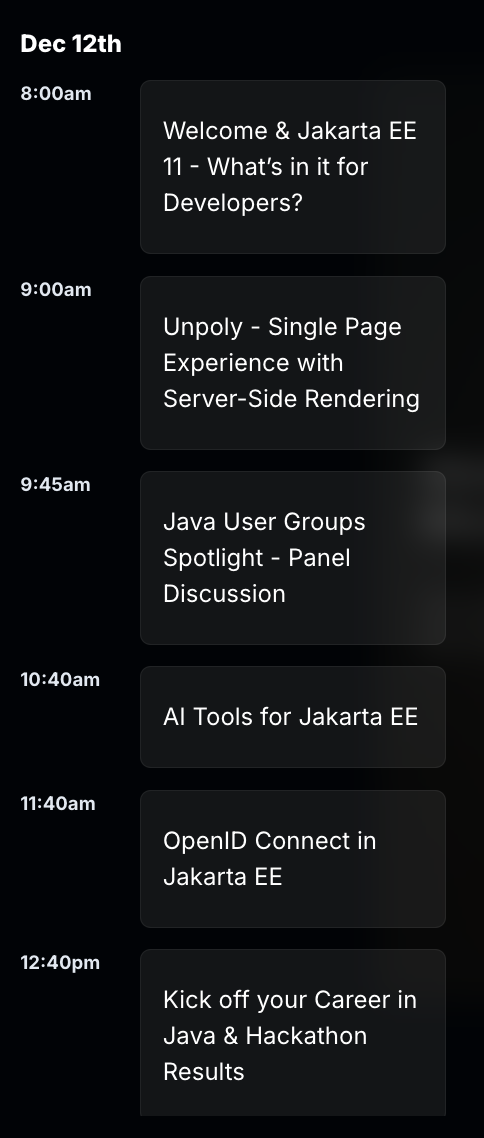 Dec 12th
8:00am
Welcome & Jakarta EE
11 - What’s in it for
Developers?
9:00am
Unpoly - Single Page
Experience with
Server-Side Rendering
9:45am
Java User Groups
Spotlight - Panel
Discussion
10:40am
AI Tools for Jakarta EE
11:40am
OpenID Connect in
Jakarta EE
12:40pm
Kick off your Career in
Java & Hackathon
Results